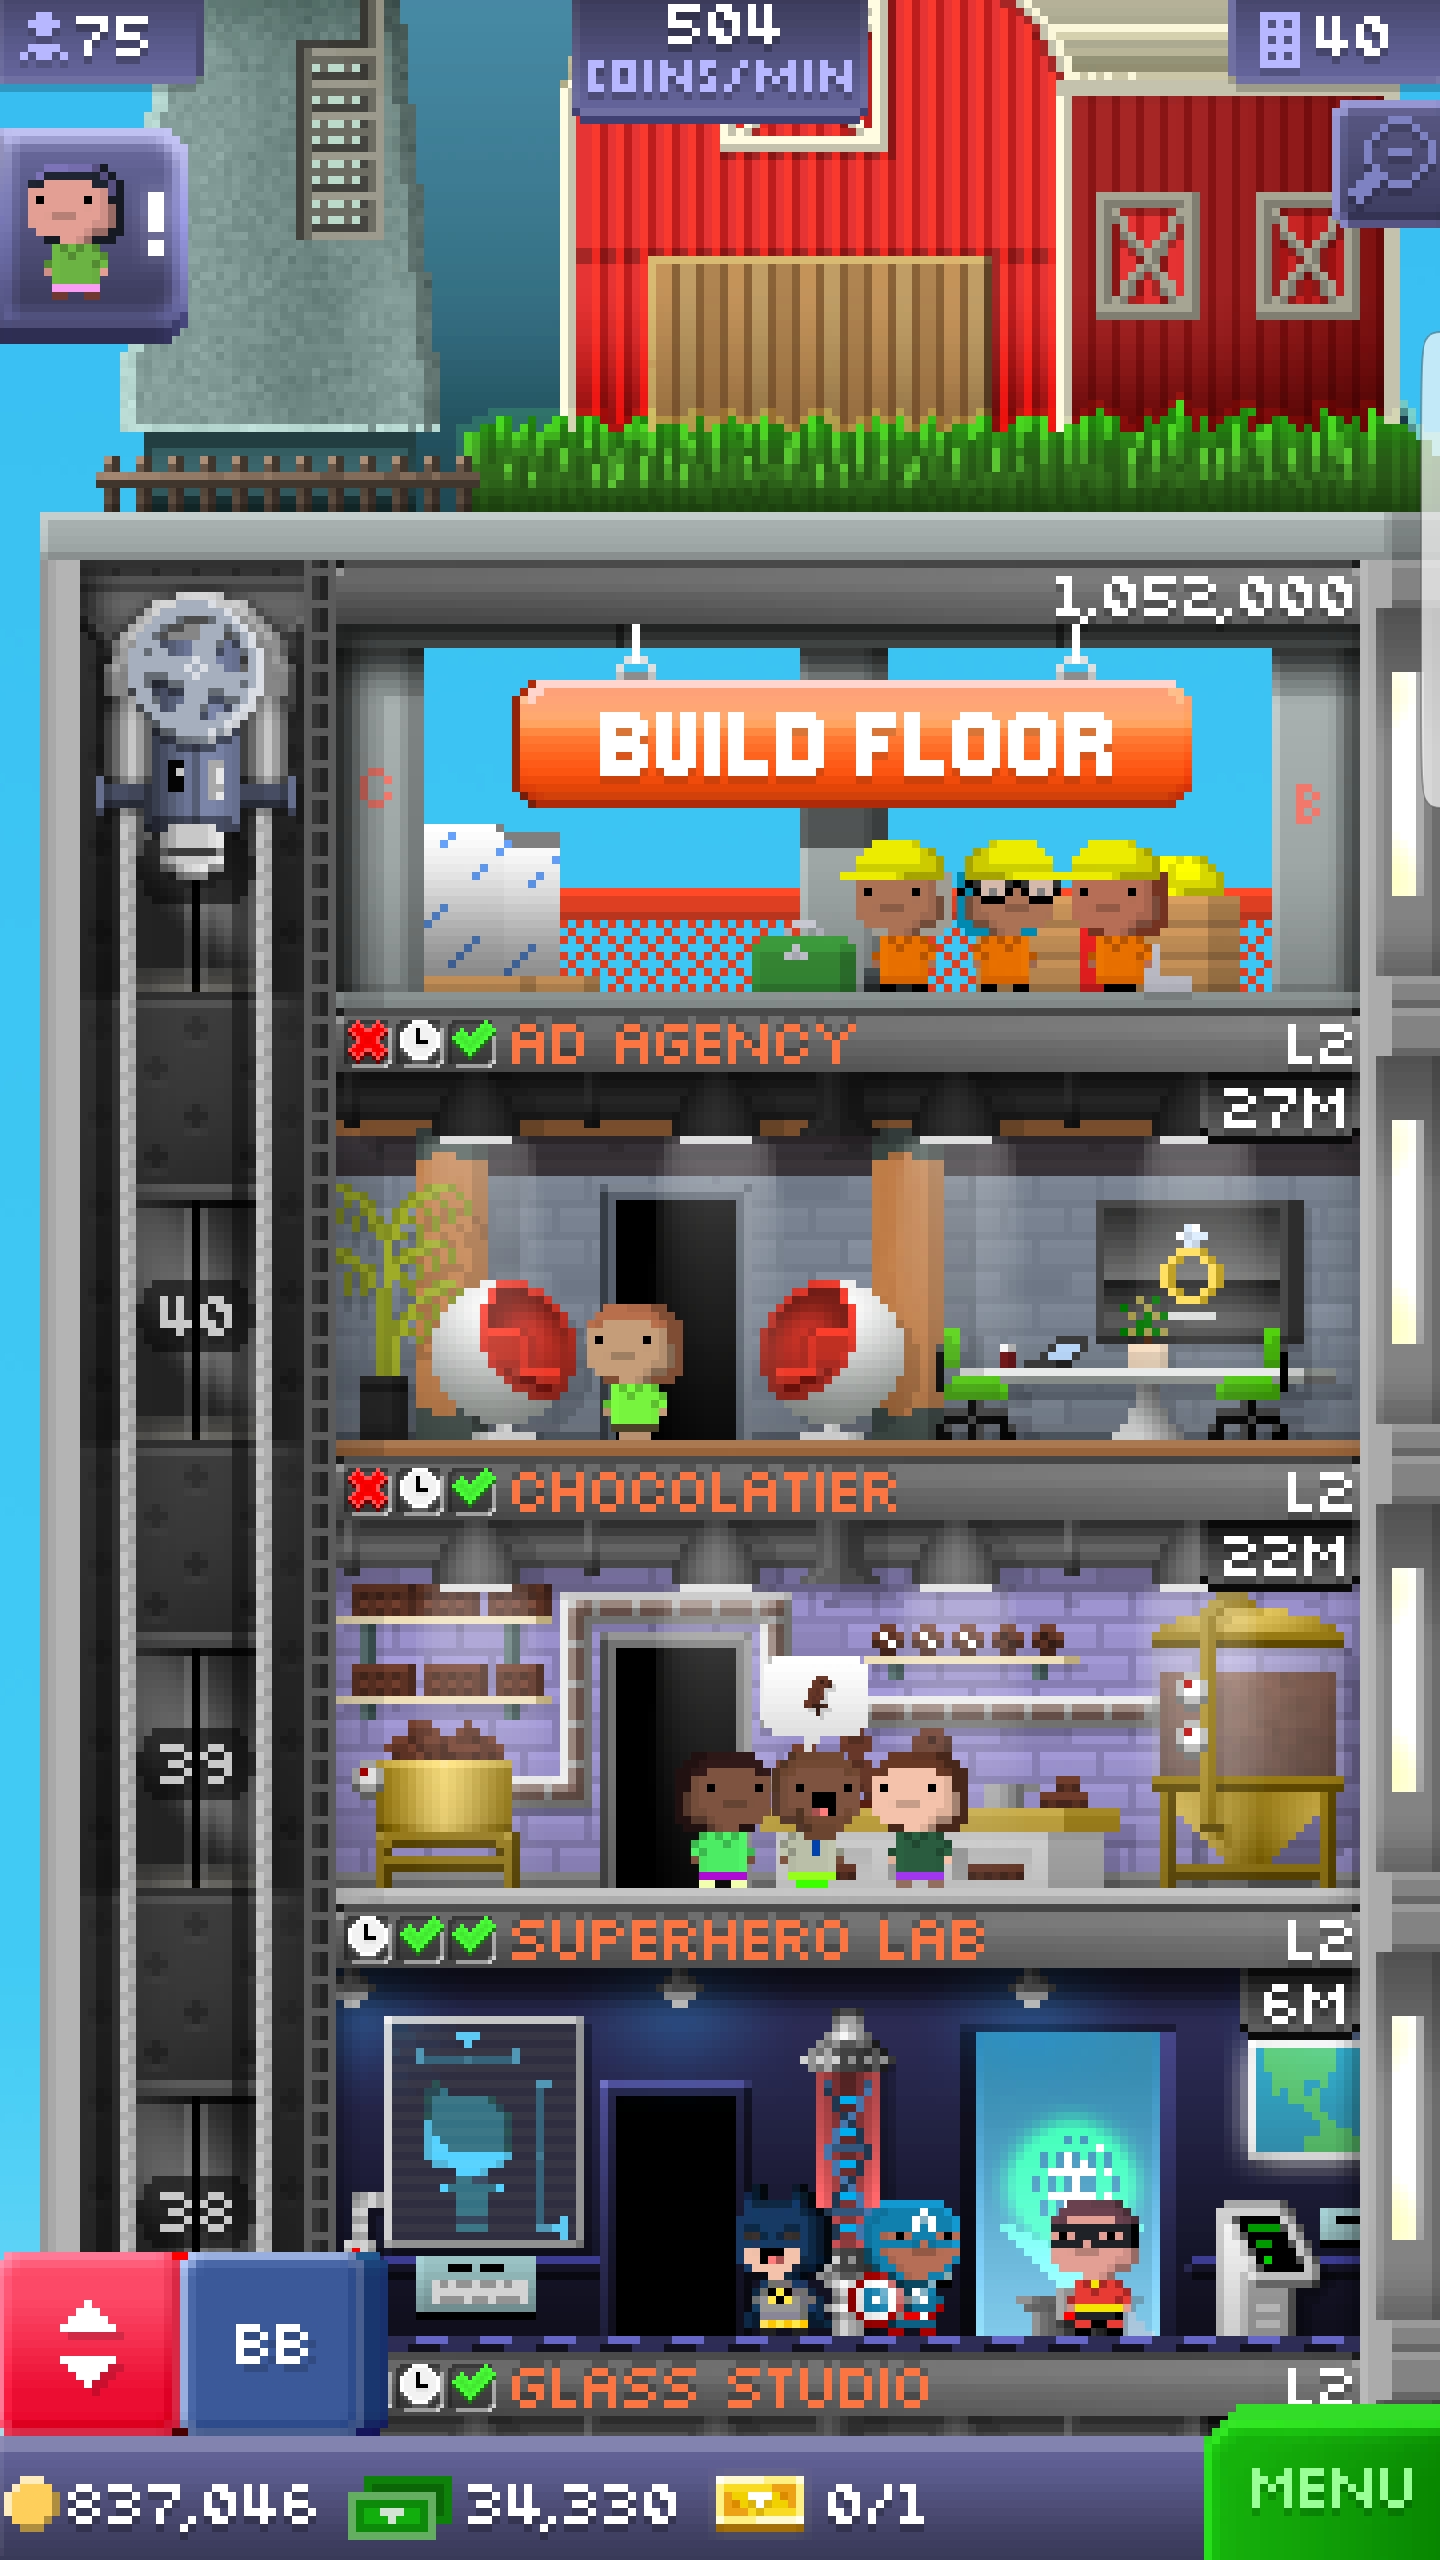 75
504
COINS/MIN
40
!
1,052,000
BUILD FLOOR
C
B
AD AGENCY
L2
27M
40
CHOCOLATIER
L2
22M
39
SUPERHERO LAB
L2
6M
38
BB
GLASS STUDIO
L2
837,046
34,330
0/1
MENU